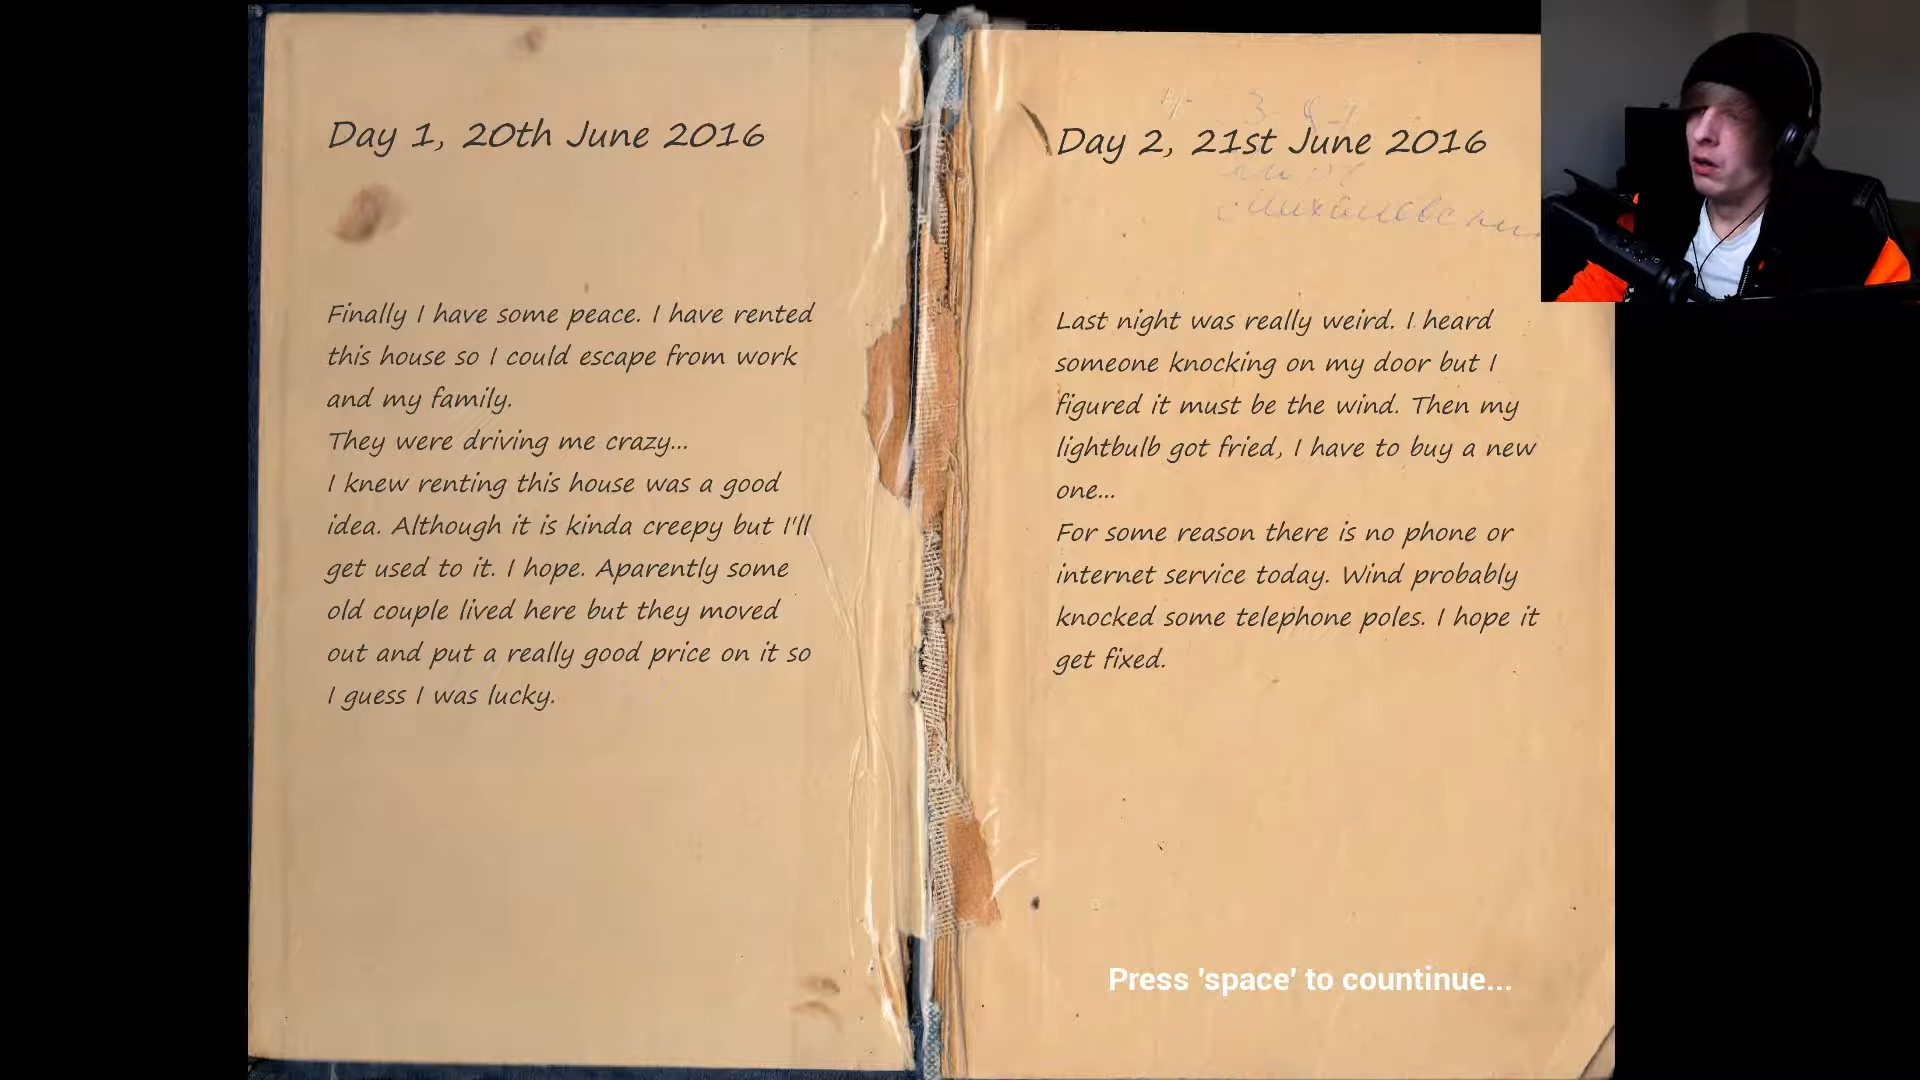 Day 1, 20th June 2016
Finally I have some peace. I have rented
this house so I could escape from work
and my family.
They were driving me crazy...
I knew renting this house was a good
idea. Although it is kinda creepy but I'll
get used to it. I hope. Aparently some
old couple lived here but they moved
out and put a really good price on it so
I guess I was lucky.
Day 2, 21st June 2016
Last night was really weird. I heard
someone knocking on my door but I
figured it must be the wind. Then my
lightbulb got fried, I have to buy a new
one...
For some reason there is no phone or
internet service today. Wind probably
knocked some telephone poles. I hope it
get fixed.
Press 'space' to countinue...